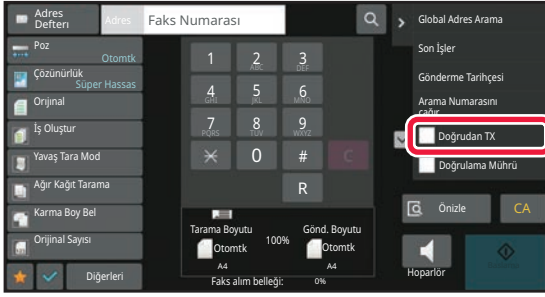 Adres
Defteri
Adres
Faks Numarası
Poz
Otomtk
Çözünürlük
Süper Hassas
Orijinal
İş Oluştur
Yavaş Tara Mod
Ağır Kağıt Tarama
Karma Boy Bel
Orijinal Sayısı
Diğerleri
1
2
ABC
3
DEF
4
GHI
5
JKL
6
MNO
7
PQRS
8
TUV
9
WXYZ
0
#
C
R
Tarama Boyutu
Otomtk
A4
100%
Gönd. Boyutu
Otomtk
A4
Faks alım belleği:
0%
Global Adres Arama
Son İşler
Gönderme Tarihçesi
Arama Numarasını
çağır
Doğrudan TX
Doğrulama Mührü
Önizle
CA
Hoparlör